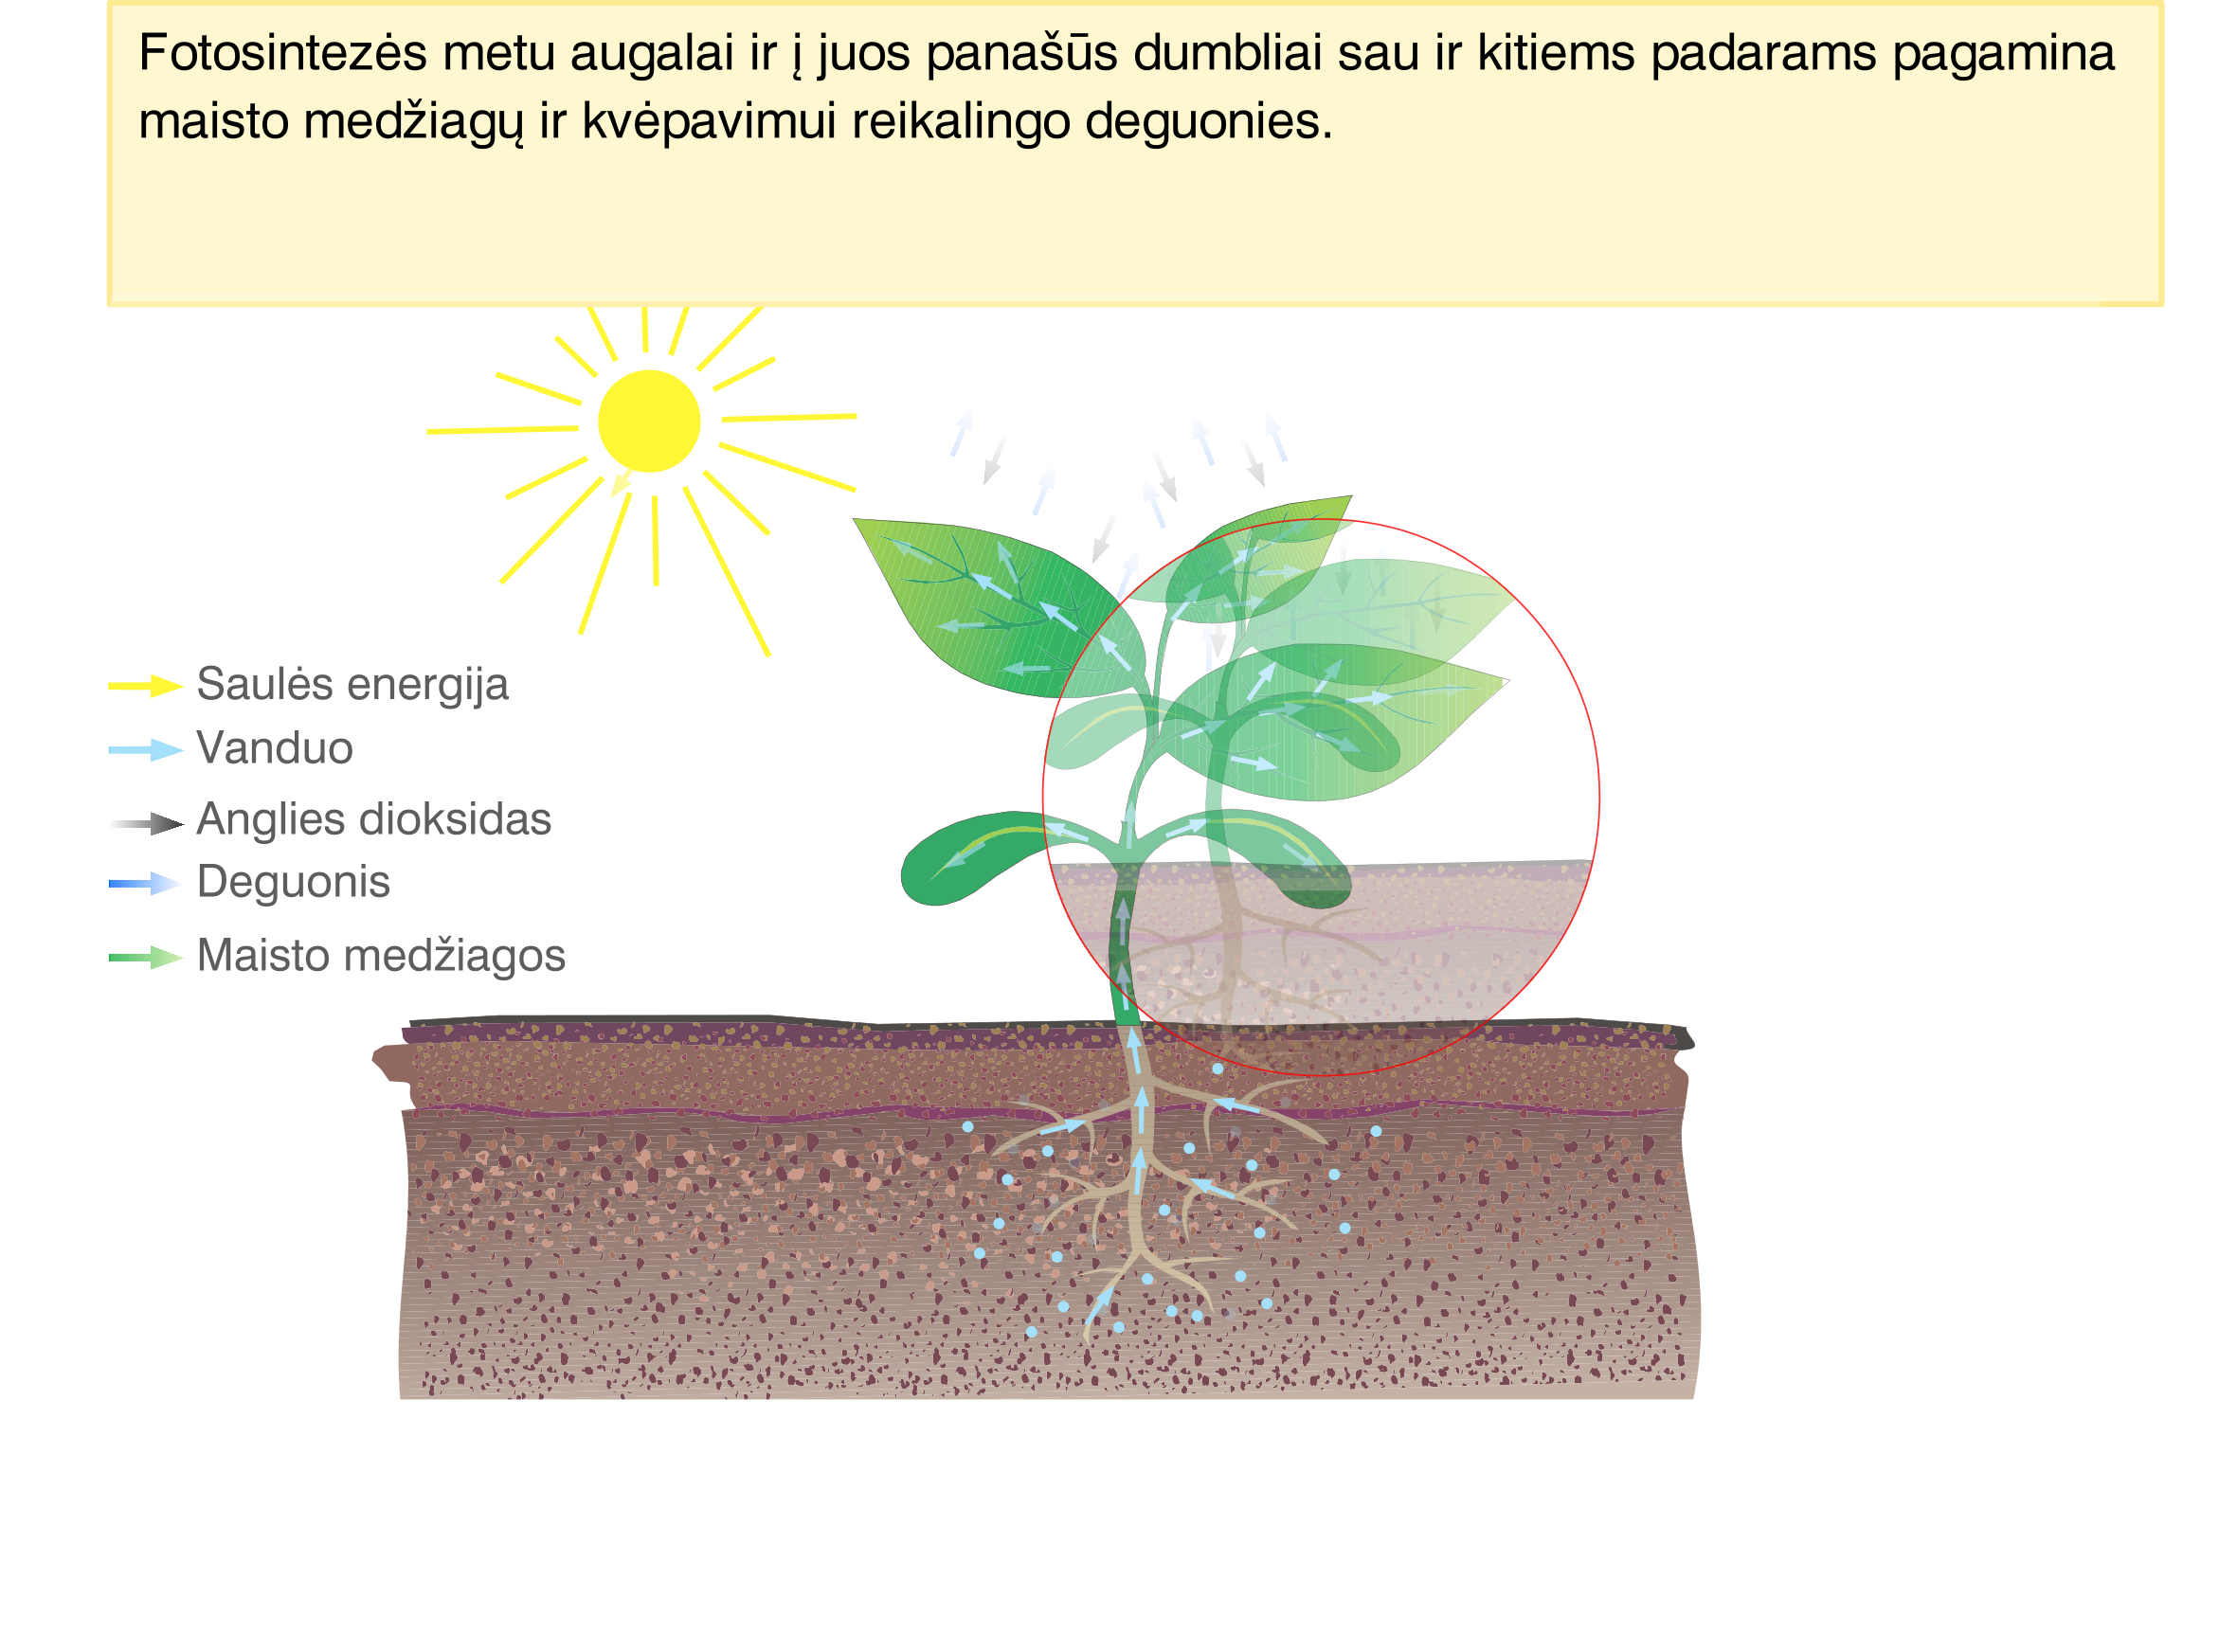 Fotosintezės metu augalai ir į juos panašūs dumbliai sau ir kitiems padarams pagamina
maisto medžiagų ir kvėpavimui reikalingo deguonies.
Saulės energija
Vanduo
Anglies dioksidas
Deguonis
Maisto medžiagos